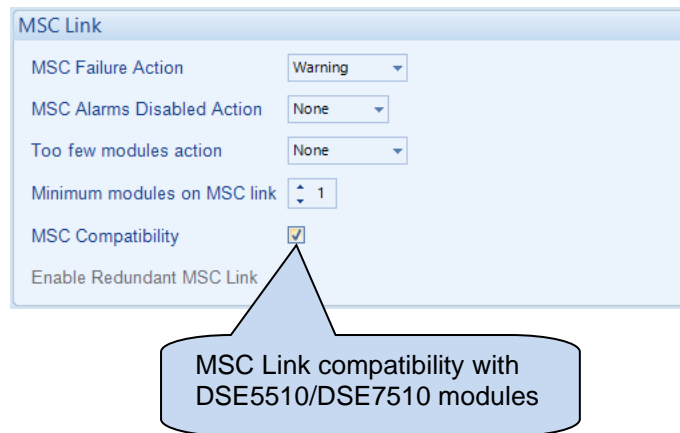 MSC Link
MSC Failure Action Warning
MSC Alarms Disabled Action None
Too few modules action None
Minimum modules on MSC link 1
MSC Compatibility
Enable Redundant MSC Link
MSC Link compatibility with
DSE5510/DSE7510 modules